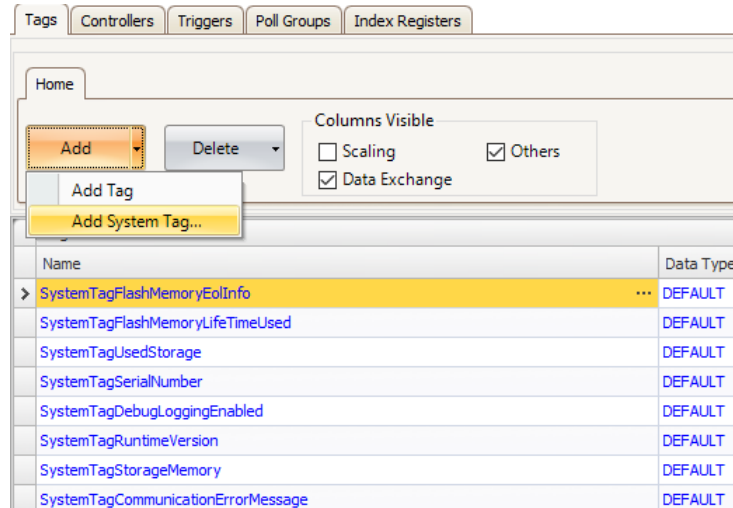 Tags Controllers Triggers Poll Groups Index Registers
Home
Columns Visible
Add Delete Scaling Others
Data Exchange
Add Tag
Add System Tag...
Name Data Type
SystemTagFlashMemoryEolInfo ... DEFAULT
SystemTagFlashMemoryLifeTimeUsed DEFAULT
SystemTagUsedStorage DEFAULT
SystemTagSerialNumber DEFAULT
SystemTagDebugLoggingEnabled DEFAULT
SystemTagRuntimeVersion DEFAULT
SystemTagStorageMemory DEFAULT
SystemTagCommunicationErrorMessage DEFAULT